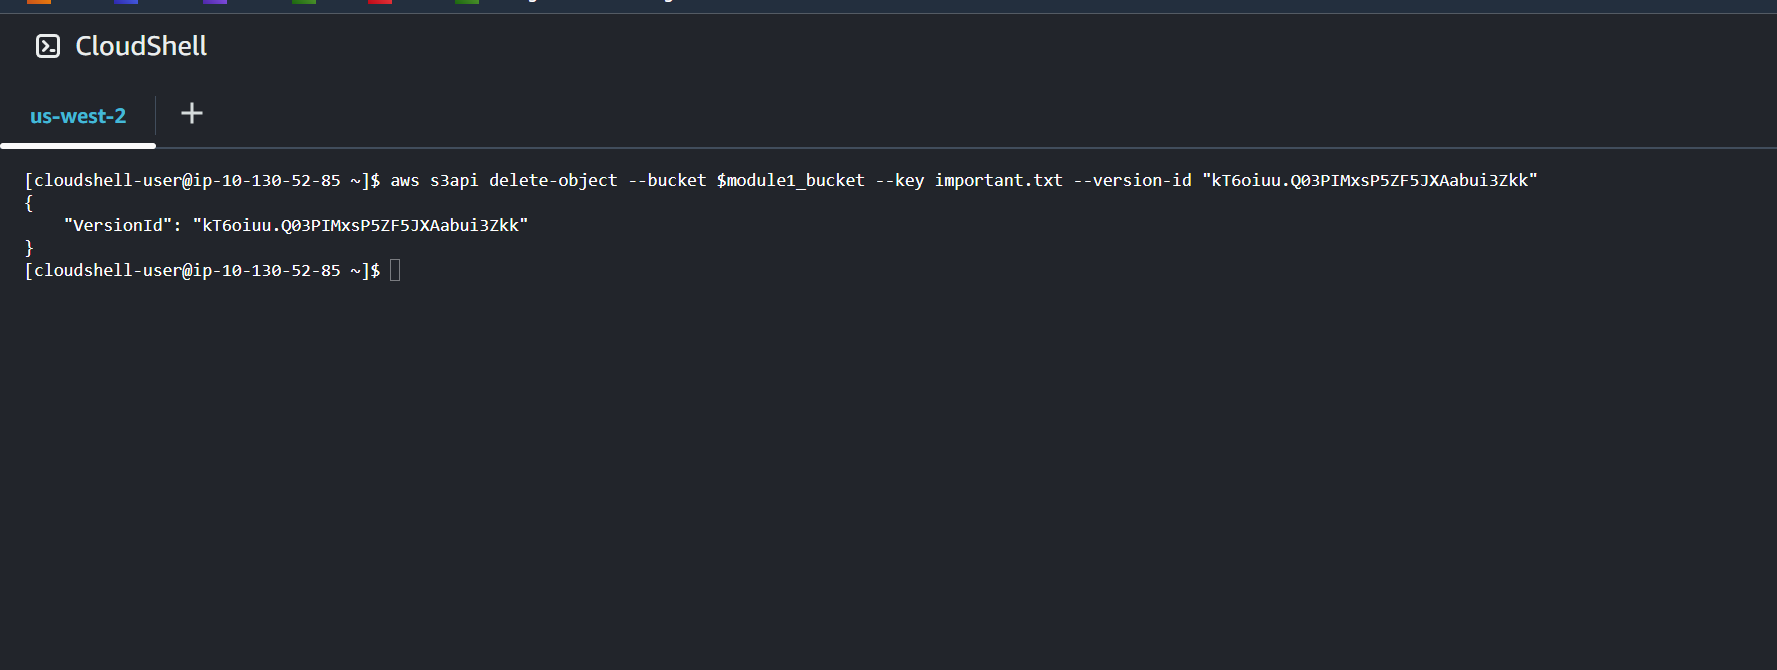 CloudShell
us-west-2
[cloudshell-user@ip-10-130-52-85 ~]$ aws s3api delete-object --bucket $module1_bucket --key important.txt --version-id "kT6oiuu.Q03PIMxsP5ZF5JXAabui3Zkk"
{
    "VersionId": "kT6oiuu.Q03PIMxsP5ZF5JXAabui3Zkk"
}
[cloudshell-user@ip-10-130-52-85 ~]$